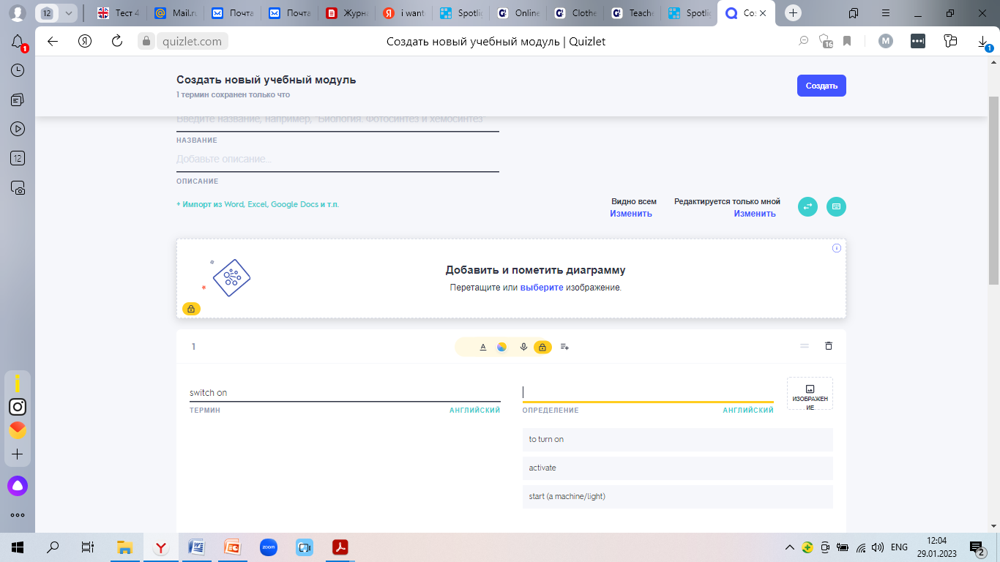 12 Тест 4 Mail.ru Почта Почта Журна i want Spotlig Online Clothe Teache Spotlig Со
quizlet.com Создать новый учебный модуль | Quizlet 16 M 1
1
12
Создать новый учебный модуль
1 термин сохранен только что
Создать
Введите название, например, "Биология. Фотосинтез и хемосинтез"
НАЗВАНИЕ
Добавьте описание...
ОПИСАНИЕ
+ Импорт из Word, Excel, Google Docs и т.п.
Видно всем
Изменить
Редактируется только мной
Изменить
Добавить и пометить диаграмму
Перетащите или выберите изображение.
1
switch on
ТЕРМИН АНГЛИЙСКИЙ
ОПРЕДЕЛЕНИЕ АНГЛИЙСКИЙ
ИЗОБРАЖЕН
ИЕ
to turn on
activate
start (a machine/light)
zoom
ENG
12:04
29.01.2023
2